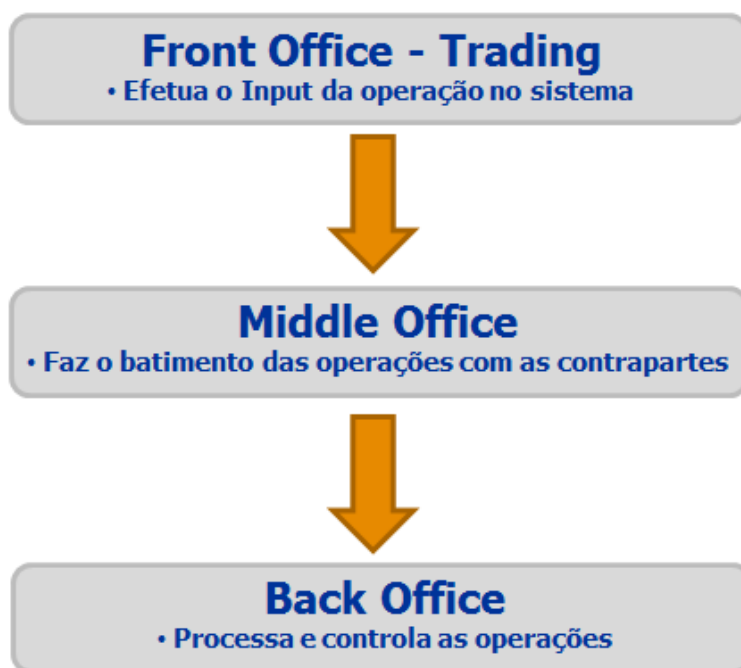 Front Office - Trading
• Efetua o Input da operação no sistema
Middle Office
• Faz o batimento das operações com as contrapartes
Back Office
• Processa e controla as operações